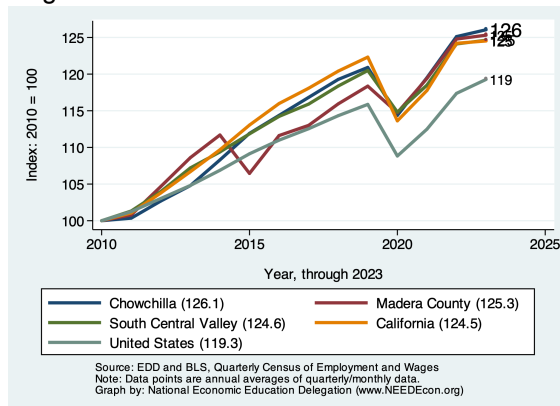 125
120
115
110
105
100
Index: 2010 = 100
126
125
119
2010
2015
2020
2025
Year, through 2023
Chowchilla (126.1)
Madera County (125.3)
South Central Valley (124.6)
California (124.5)
United States (119.3)
Source: EDD and BLS, Quarterly Census of Employment and Wages
Note: Data points are annual averages of quarterly/monthly data.
Graph by: National Economic Education Delegation (www.NEEDEcon.org)